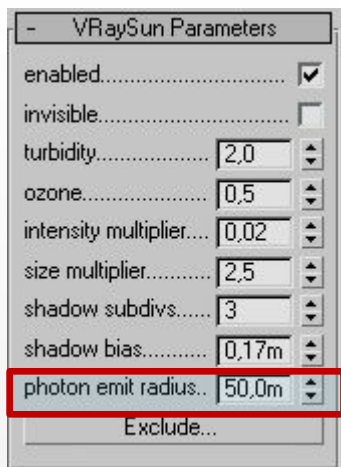 - VRaySun Parameters
enabled..............................
invisible..............................
turbidity.................... 2,0
ozone...................... 0,5
intensity multiplier.... 0,02
size multiplier........... 2,5
shadow subdivs...... 3
shadow bias........... 0,17m
photon emit radius.. 50,0m
Exclude...